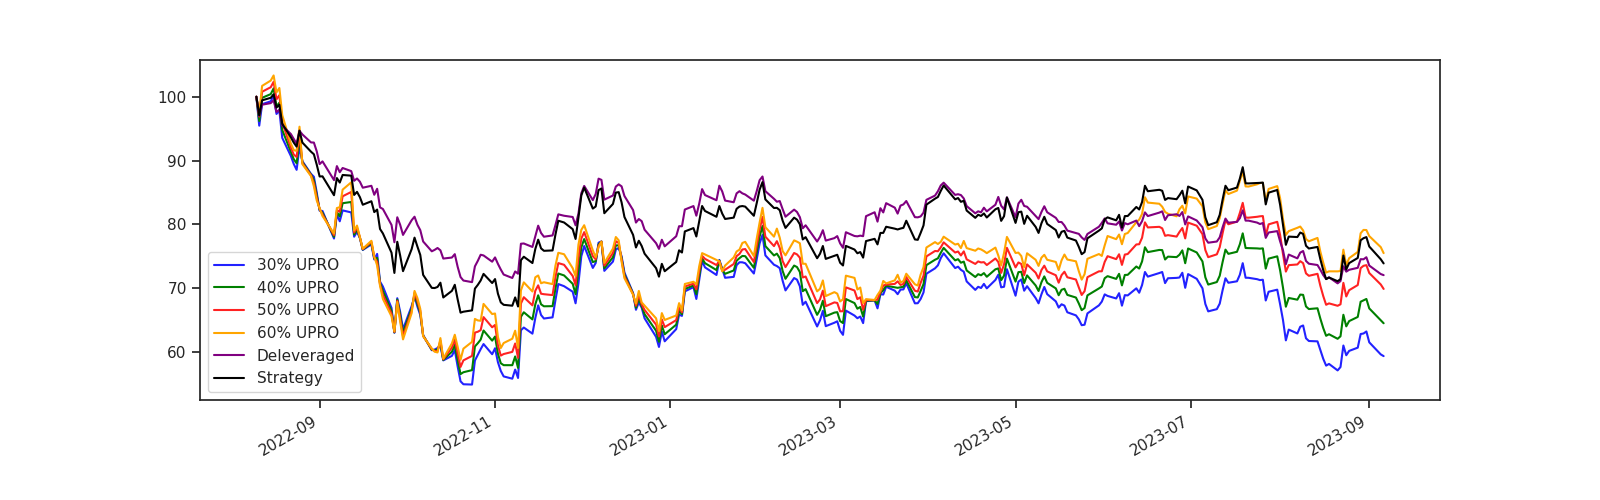 100
90
80
70
60
30% UPRO
40% UPRO
50% UPRO
60% UPRO
Deleveraged
Strategy
2022-09
2022-11
2023-01
2023-03
2023-05
2023-07
2023-09